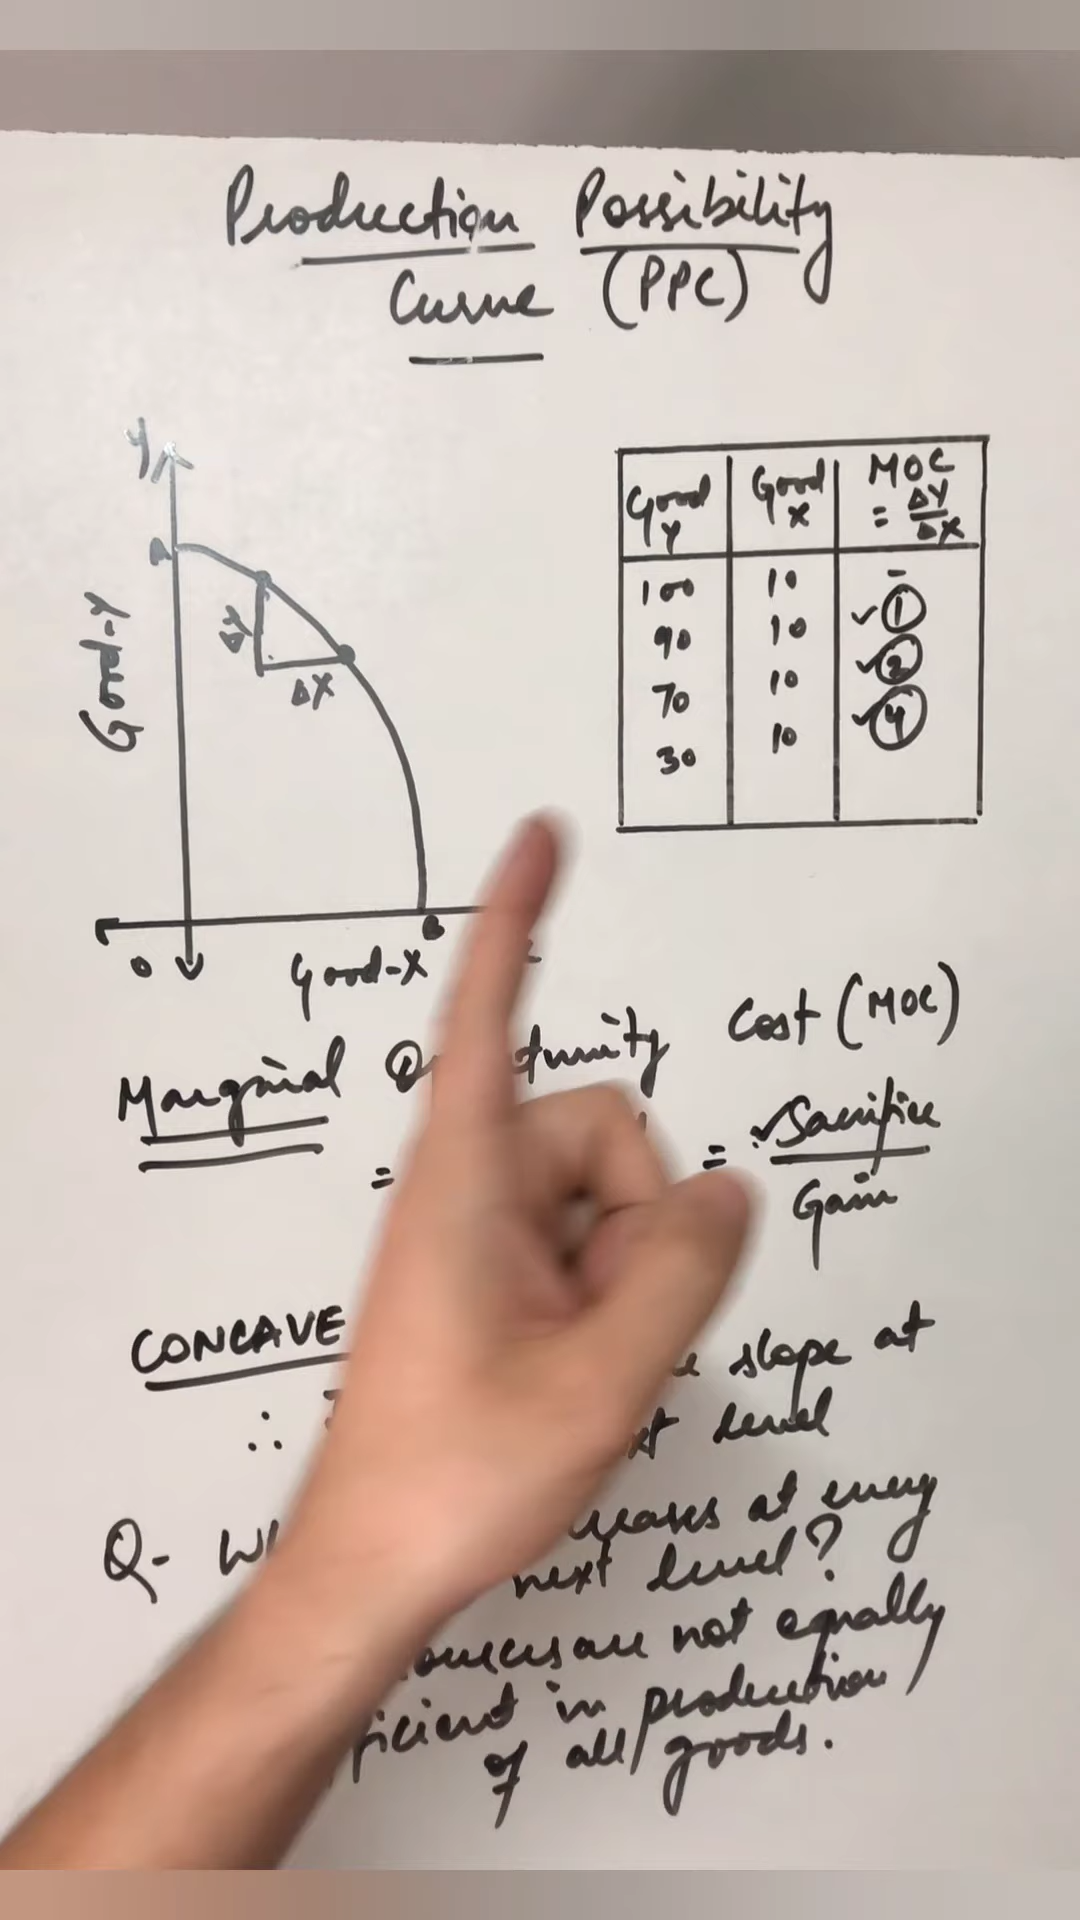 Production Possibility
Curve (PPC)
Y
A
Good-Y
ΔY
ΔX
B
O
Good-X
Good Y | Good X | MOC = ΔY/ΔX
100 | 10 | -
90 | 10 | ✓ 1
70 | 10 | ✓ 2
30 | 10 | ✓ 4
Marginal Cost (MOC)
= = ✓ Sacrifice
Gain
CONCAVE slope at
∴ level
Q- at every
next level?
are not equally
in production
of all goods.